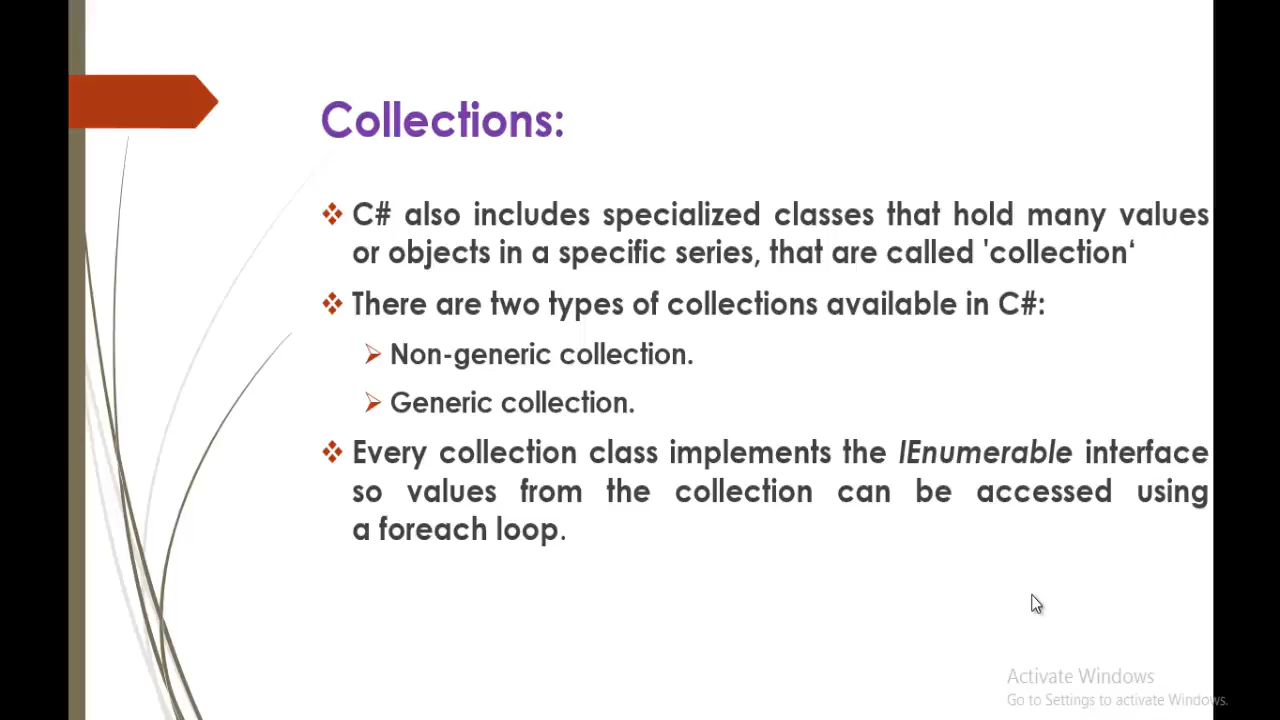 Collections:
C# also includes specialized classes that hold many values
or objects in a specific series, that are called 'collection‘
There are two types of collections available in C#:
Non-generic collection.
Generic collection.
Every collection class implements the IEnumerable interface
so values from the collection can be accessed using
a foreach loop.
Activate Windows
Go to Settings to activate Windows.